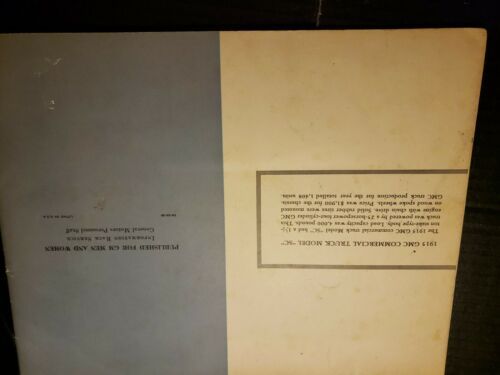 1915 GMC COMMERCIAL TRUCK MODEL "SC"
The 1915 GMC commercial truck Model "SC", had a 1½-
ton stake-type body. Load capacity was 4,000 pounds. This
truck was powered by a 25-horsepower four-cylinder GMC
engine with chain drive. Solid rubber tires were mounted
on wood spoke wheels. Price was $1,900 for the chassis.
GMC truck production for the year totalled 1,408 units.
PUBLISHED FOR GM MEN AND WOMEN
INFORMATION RACK SERVICE
General Motors Personnel Staff
LITHO IN U.S.A.